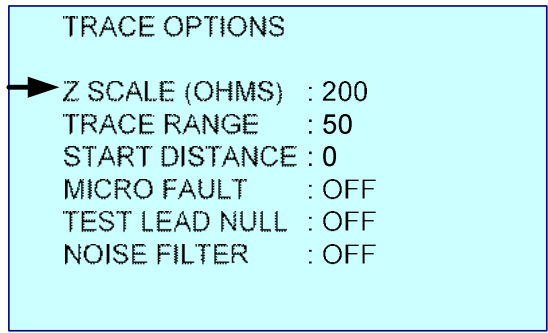 TRACE OPTIONS
Z SCALE (OHMS) : 200
TRACE RANGE : 50
START DISTANCE : 0
MICRO FAULT : OFF
TEST LEAD NULL : OFF
NOISE FILTER : OFF